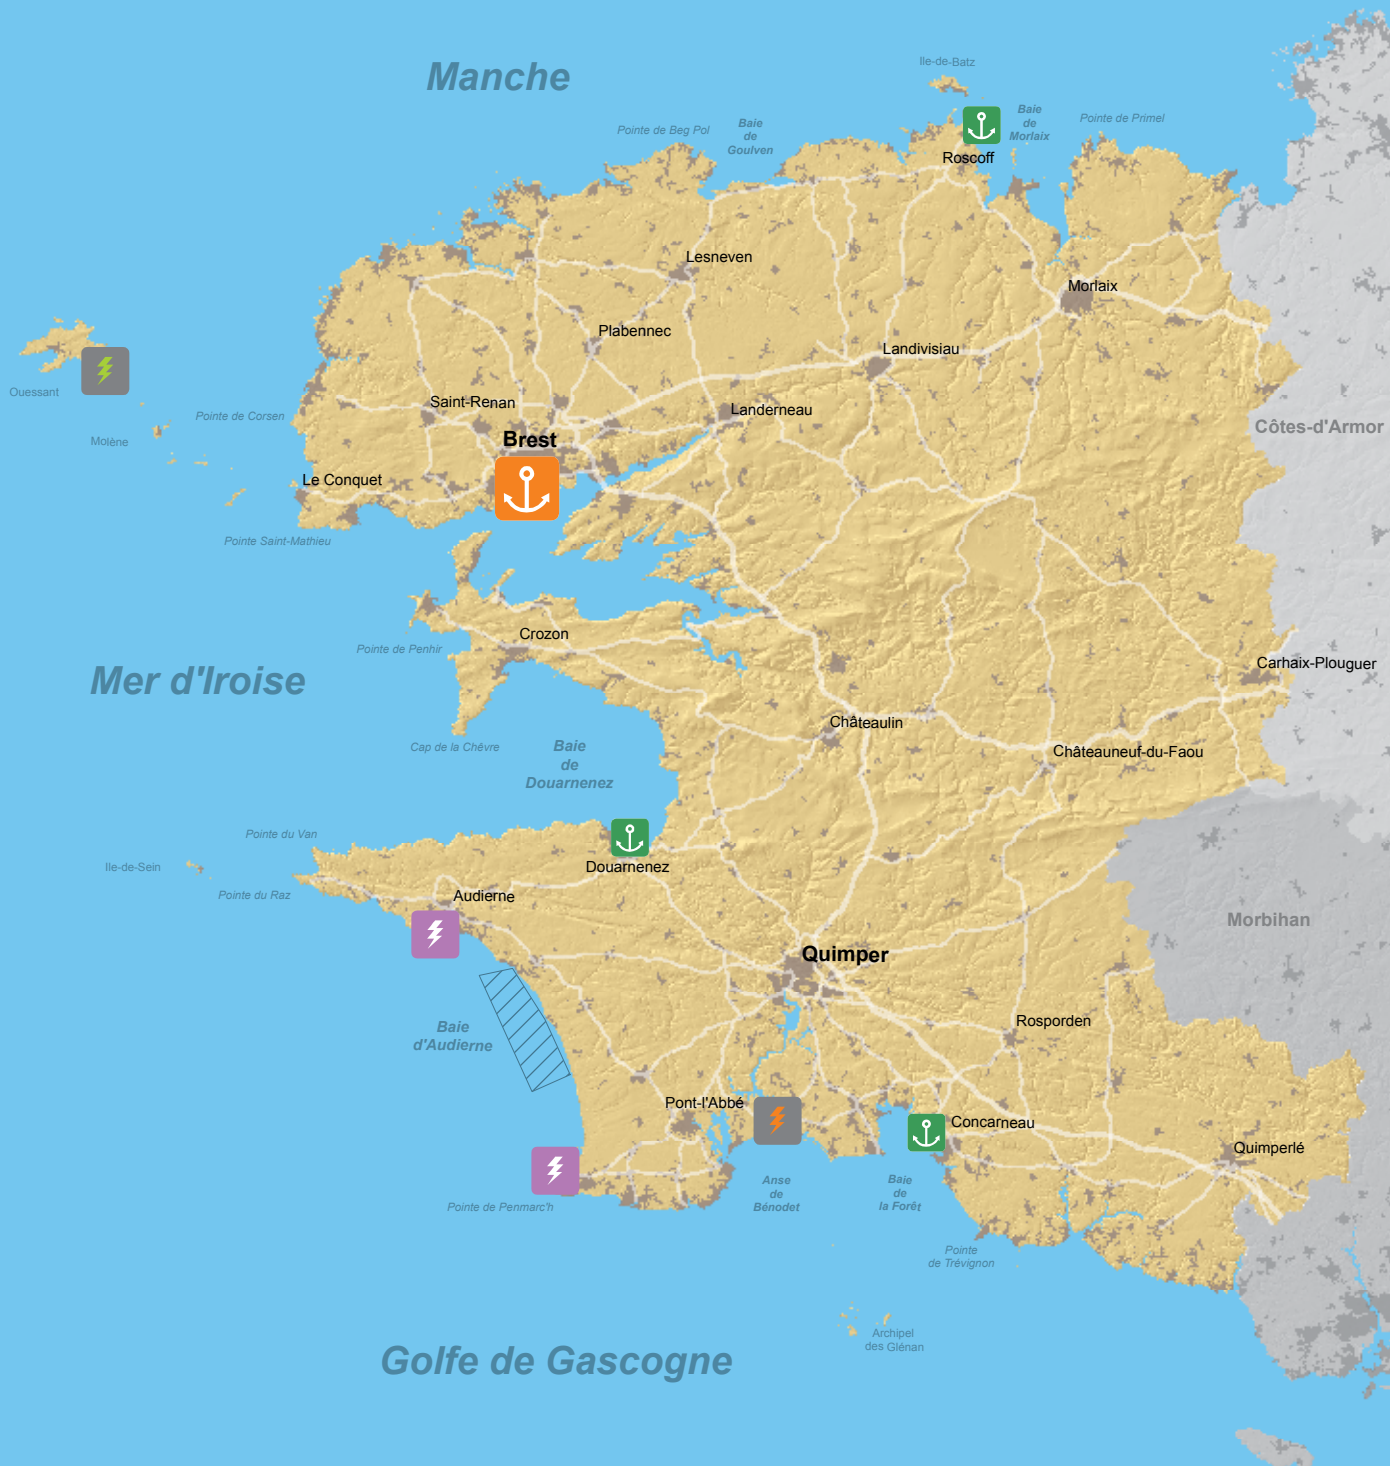 Ile-de-Batz
Manche
Baie
de
Morlaix
Pointe de Primel
Pointe de Beg Pol
Baie
de
Goulven
Roscoff
Lesneven
Morlaix
Plabennec
Landivisiau
Ouessant
Saint-Renan
Landerneau
Pointe de Corsen
Côtes-d'Armor
Molène
Brest
Le Conquet
Pointe Saint-Mathieu
Crozon
Pointe de Penhir
Carhaix-Plouguer
Mer d'Iroise
Châteaulin
Cap de la Chèvre
Baie
de
Douarnenez
Châteauneuf-du-Faou
Pointe du Van
Ile-de-Sein
Douarnenez
Pointe du Raz
Audierne
Morbihan
Quimper
Baie
d'Audierne
Rosporden
Pont-l'Abbé
Concarneau
Quimperlé
Anse
de
Bénodet
Baie
de
la Forêt
Pointe de Penmarc'h
Pointe
de Trévignon
Archipel
des Glénan
Golfe de Gascogne